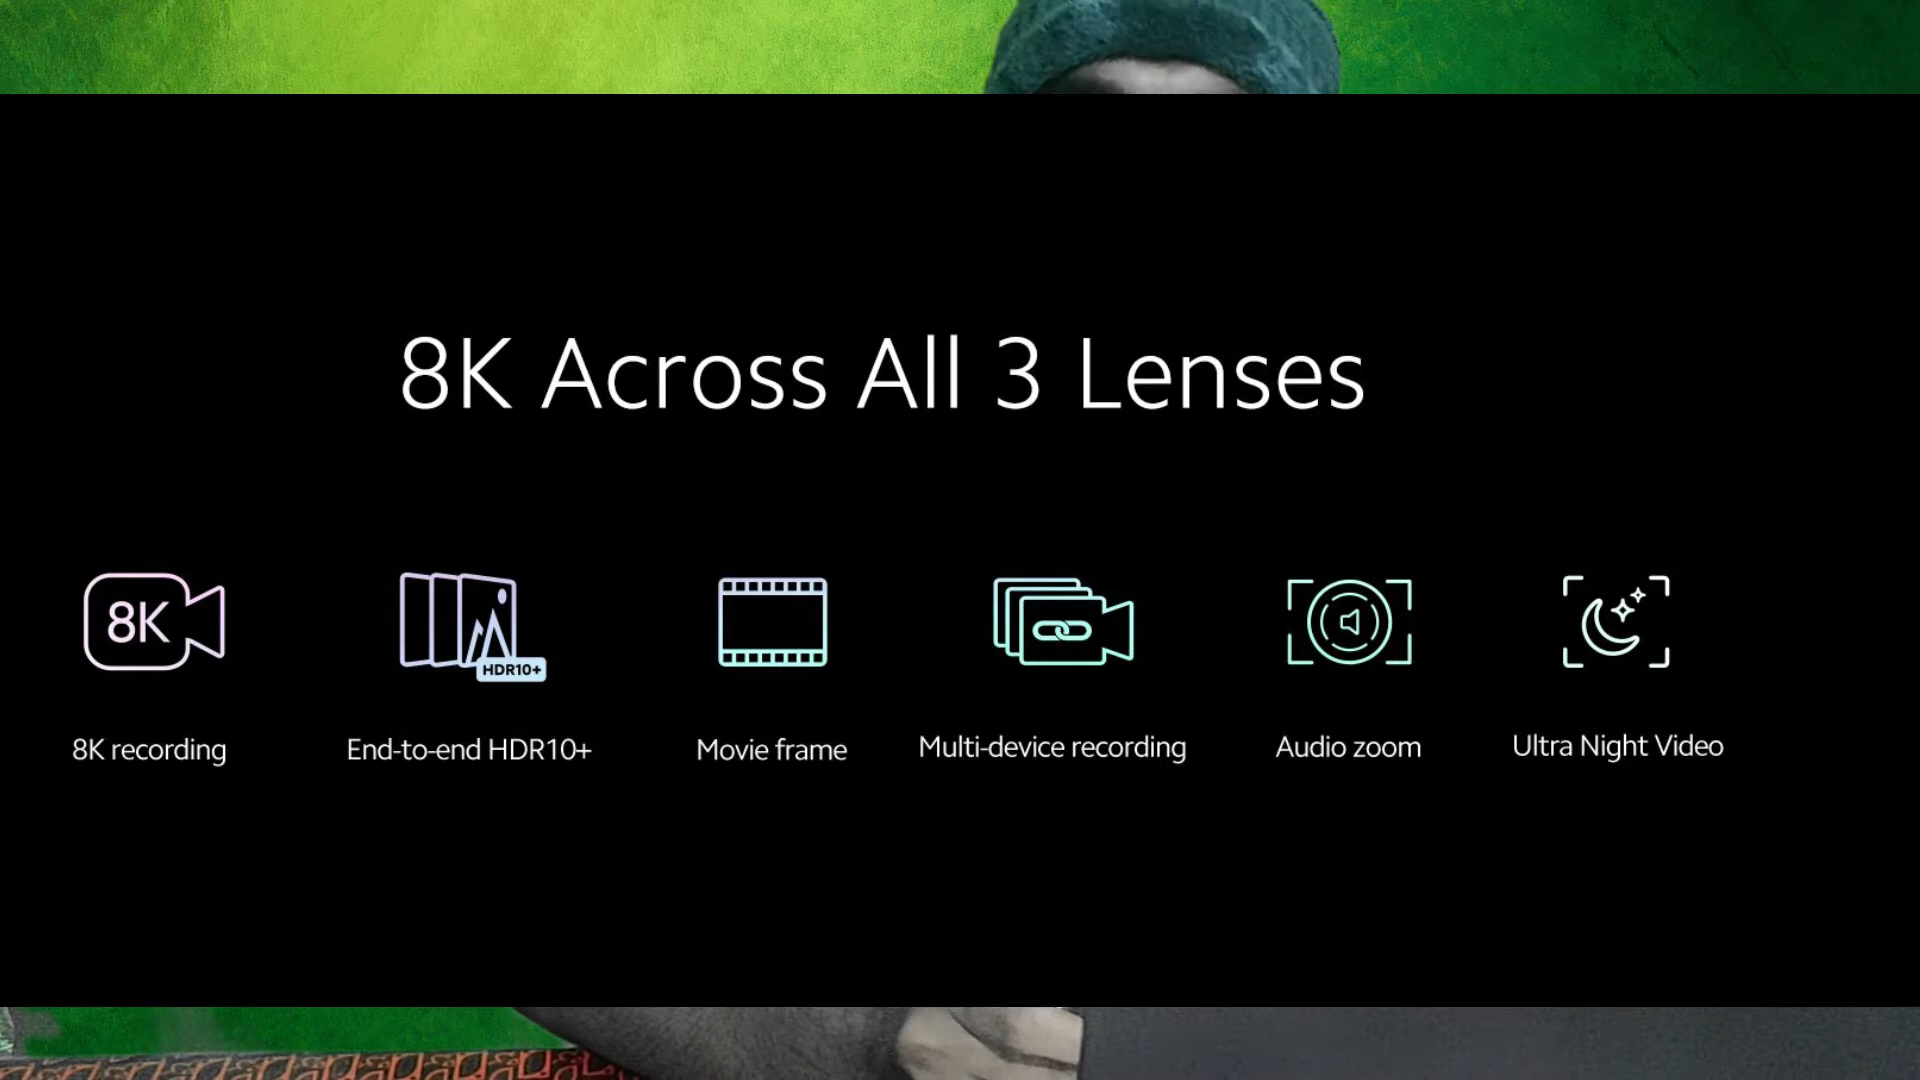 8K Across All 3 Lenses
8K
HDR10+
8K recording
End-to-end HDR10+
Movie frame
Multi-device recording
Audio zoom
Ultra Night Video